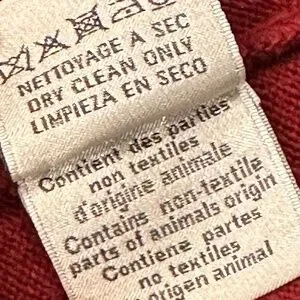 NETTOYAGE A SEC
DRY CLEAN ONLY
LIMPIEZA EN SECO
Contient des parties
non textiles
d'origine animale
Contains non-textile
parts of animals origin
Contiene partes
no textiles
origen animal